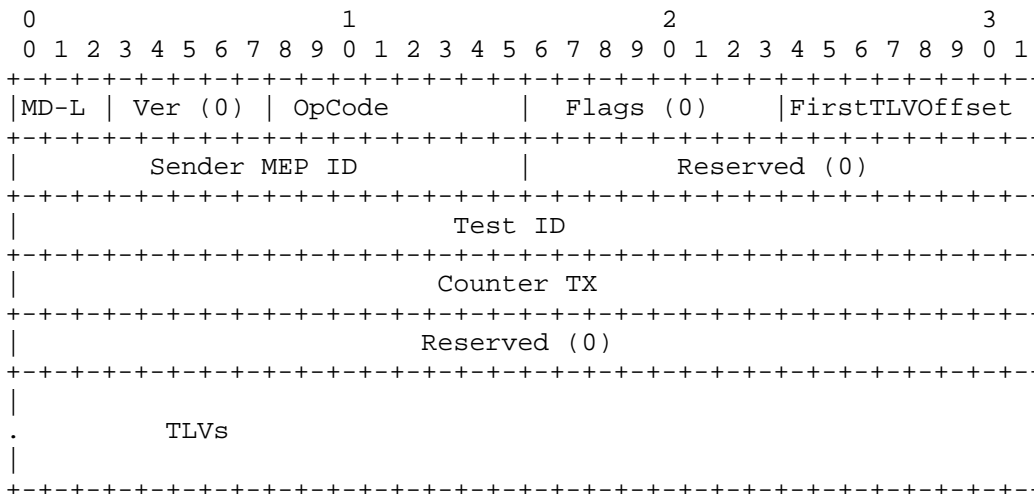 0                   1                   2                   3
 0 1 2 3 4 5 6 7 8 9 0 1 2 3 4 5 6 7 8 9 0 1 2 3 4 5 6 7 8 9 0 1
+-+-+-+-+-+-+-+-+-+-+-+-+-+-+-+-+-+-+-+-+-+-+-+-+-+-+-+-+-+-+-+-
|MD-L | Ver (0) | OpCode        |  Flags (0)    |FirstTLVOffset
+-+-+-+-+-+-+-+-+-+-+-+-+-+-+-+-+-+-+-+-+-+-+-+-+-+-+-+-+-+-+-+-
|        Sender MEP ID          |         Reserved (0)
+-+-+-+-+-+-+-+-+-+-+-+-+-+-+-+-+-+-+-+-+-+-+-+-+-+-+-+-+-+-+-+-
|                           Test ID
+-+-+-+-+-+-+-+-+-+-+-+-+-+-+-+-+-+-+-+-+-+-+-+-+-+-+-+-+-+-+-+-
|                          Counter TX
+-+-+-+-+-+-+-+-+-+-+-+-+-+-+-+-+-+-+-+-+-+-+-+-+-+-+-+-+-+-+-+-
|                         Reserved (0)
+-+-+-+-+-+-+-+-+-+-+-+-+-+-+-+-+-+-+-+-+-+-+-+-+-+-+-+-+-+-+-+-
|
.         TLVs
|
+-+-+-+-+-+-+-+-+-+-+-+-+-+-+-+-+-+-+-+-+-+-+-+-+-+-+-+-+-+-+-+-